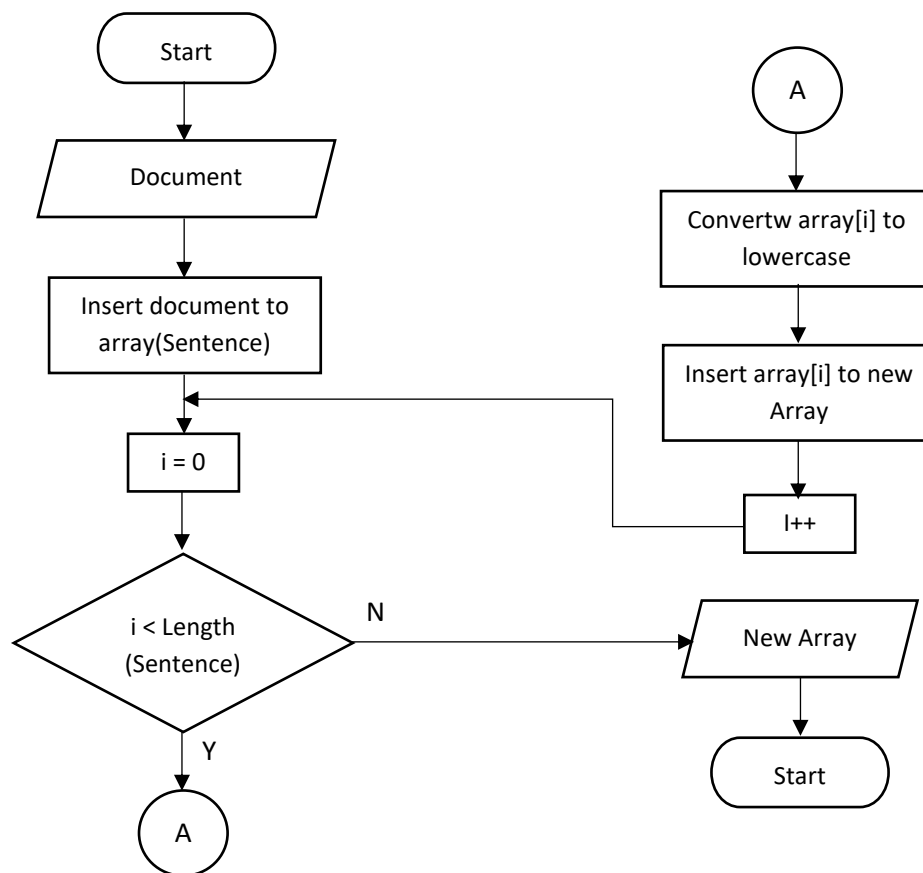 Start
Document
Insert document to
array(Sentence)
i = 0
i < Length
(Sentence)
N
Y
A
A
Convertw array[i] to
lowercase
Insert array[i] to new
Array
I++
New Array
Start